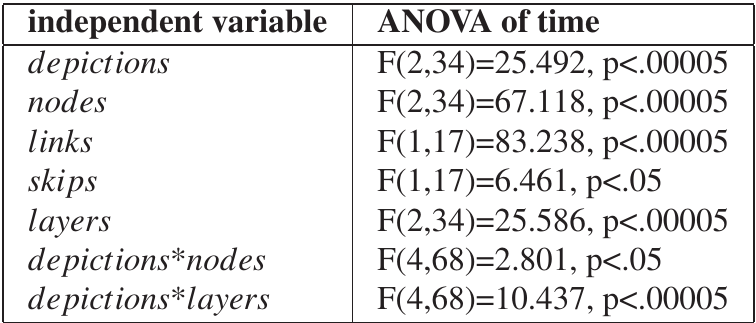 independent variable ANOVA of time
depictions F(2,34)=25.492, p<.00005
nodes F(2,34)=67.118, p<.00005
links F(1,17)=83.238, p<.00005
skips F(1,17)=6.461, p<.05
layers F(2,34)=25.586, p<.00005
depictions*nodes F(4,68)=2.801, p<.05
depictions*layers F(4,68)=10.437, p<.00005